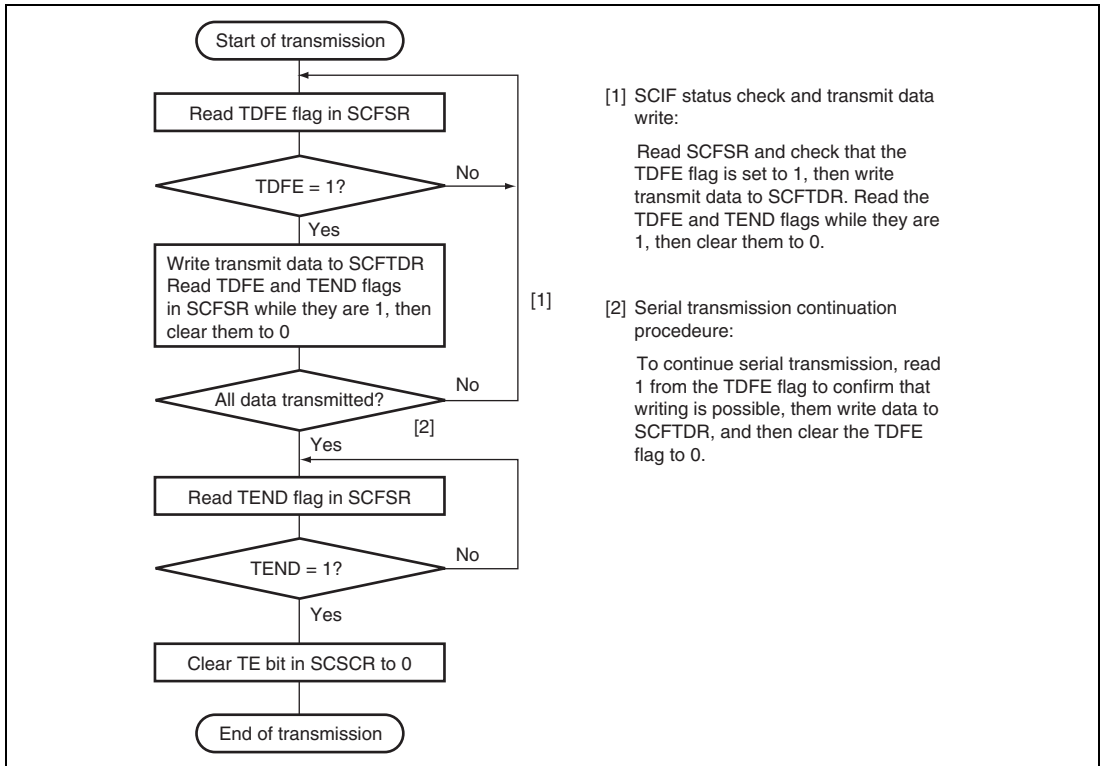 Start of transmission
Read TDFE flag in SCFSR
TDFE = 1?
No
Yes
Write transmit data to SCFTDR
Read TDFE and TEND flags
in SCFSR while they are 1, then
clear them to 0
[1]
All data transmitted?
No
[2]
Yes
Read TEND flag in SCFSR
TEND = 1?
No
Yes
Clear TE bit in SCSCR to 0
End of transmission
[1] SCIF status check and transmit data
write:
Read SCFSR and check that the
TDFE flag is set to 1, then write
transmit data to SCFTDR. Read the
TDFE and TEND flags while they are
1, then clear them to 0.
[2] Serial transmission continuation
procedeure:
To continue serial transmission, read
1 from the TDFE flag to confirm that
writing is possible, them write data to
SCFTDR, and then clear the TDFE
flag to 0.